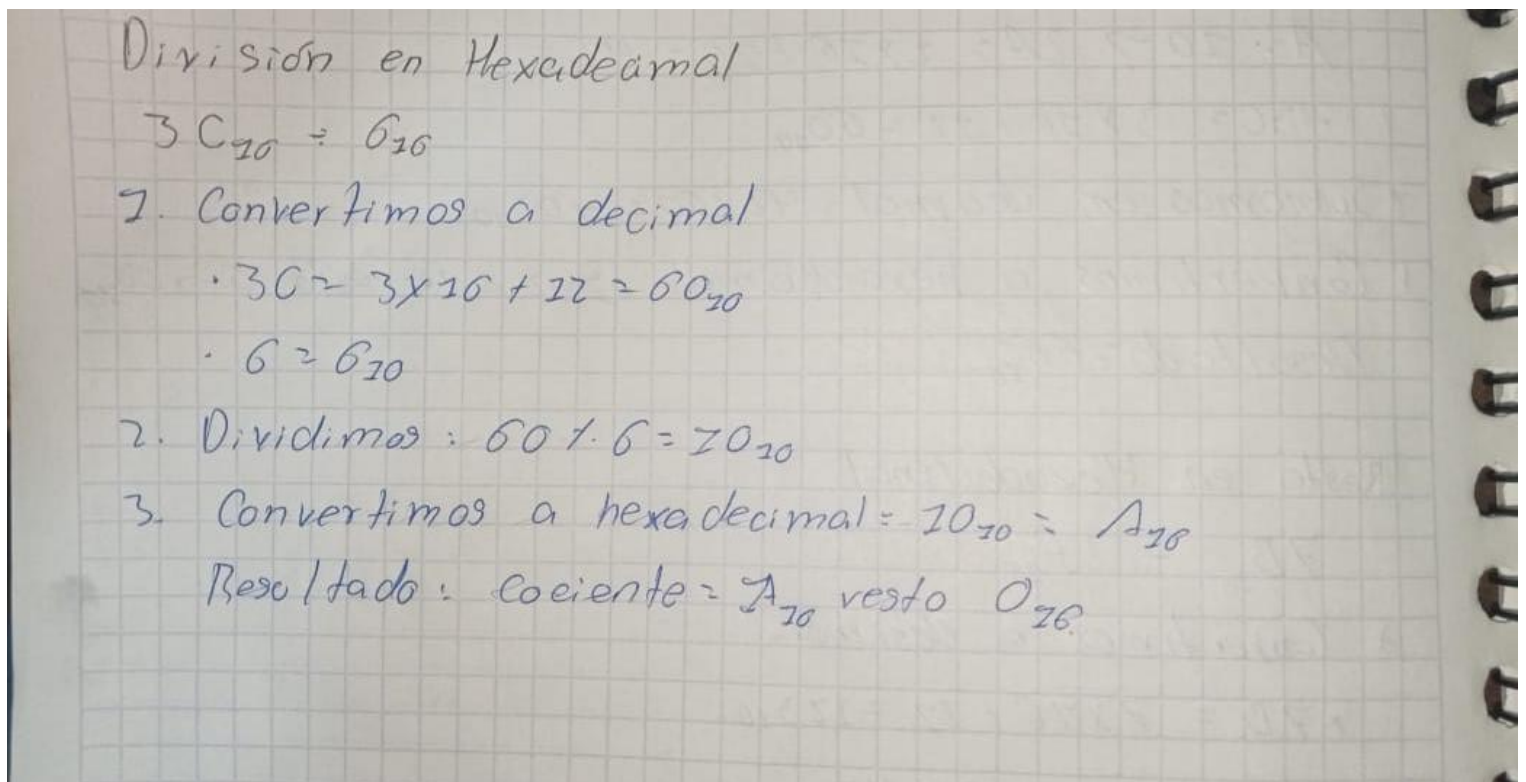 División en Hexadecimal
3C₁₆ ÷ 6₁₆
1. Convertimos a decimal
· 3C = 3x16 + 12 = 60₁₀
· 6 = 6₁₀
2. Dividimos: 60 % 6 = 10₁₀
3. Convertimos a hexadecimal = 10₁₀ = A₁₆
Resultado: cociente = A₁₆ resto 0₁₆